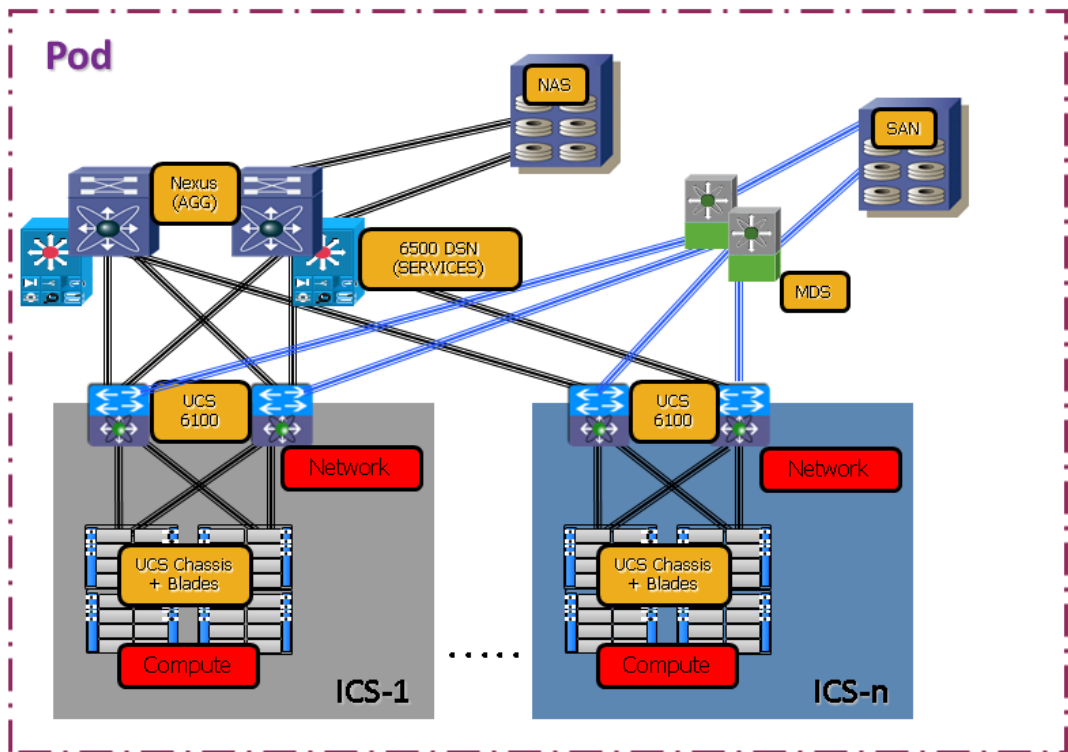 Pod
NAS
SAN
Nexus
(AGG)
6500 DSN
(SERVICES)
MDS
UCS
6100
UCS
6100
Network
Network
UCS Chassis
+ Blades
UCS Chassis
+ Blades
Compute
Compute
.....
ICS-1
ICS-n